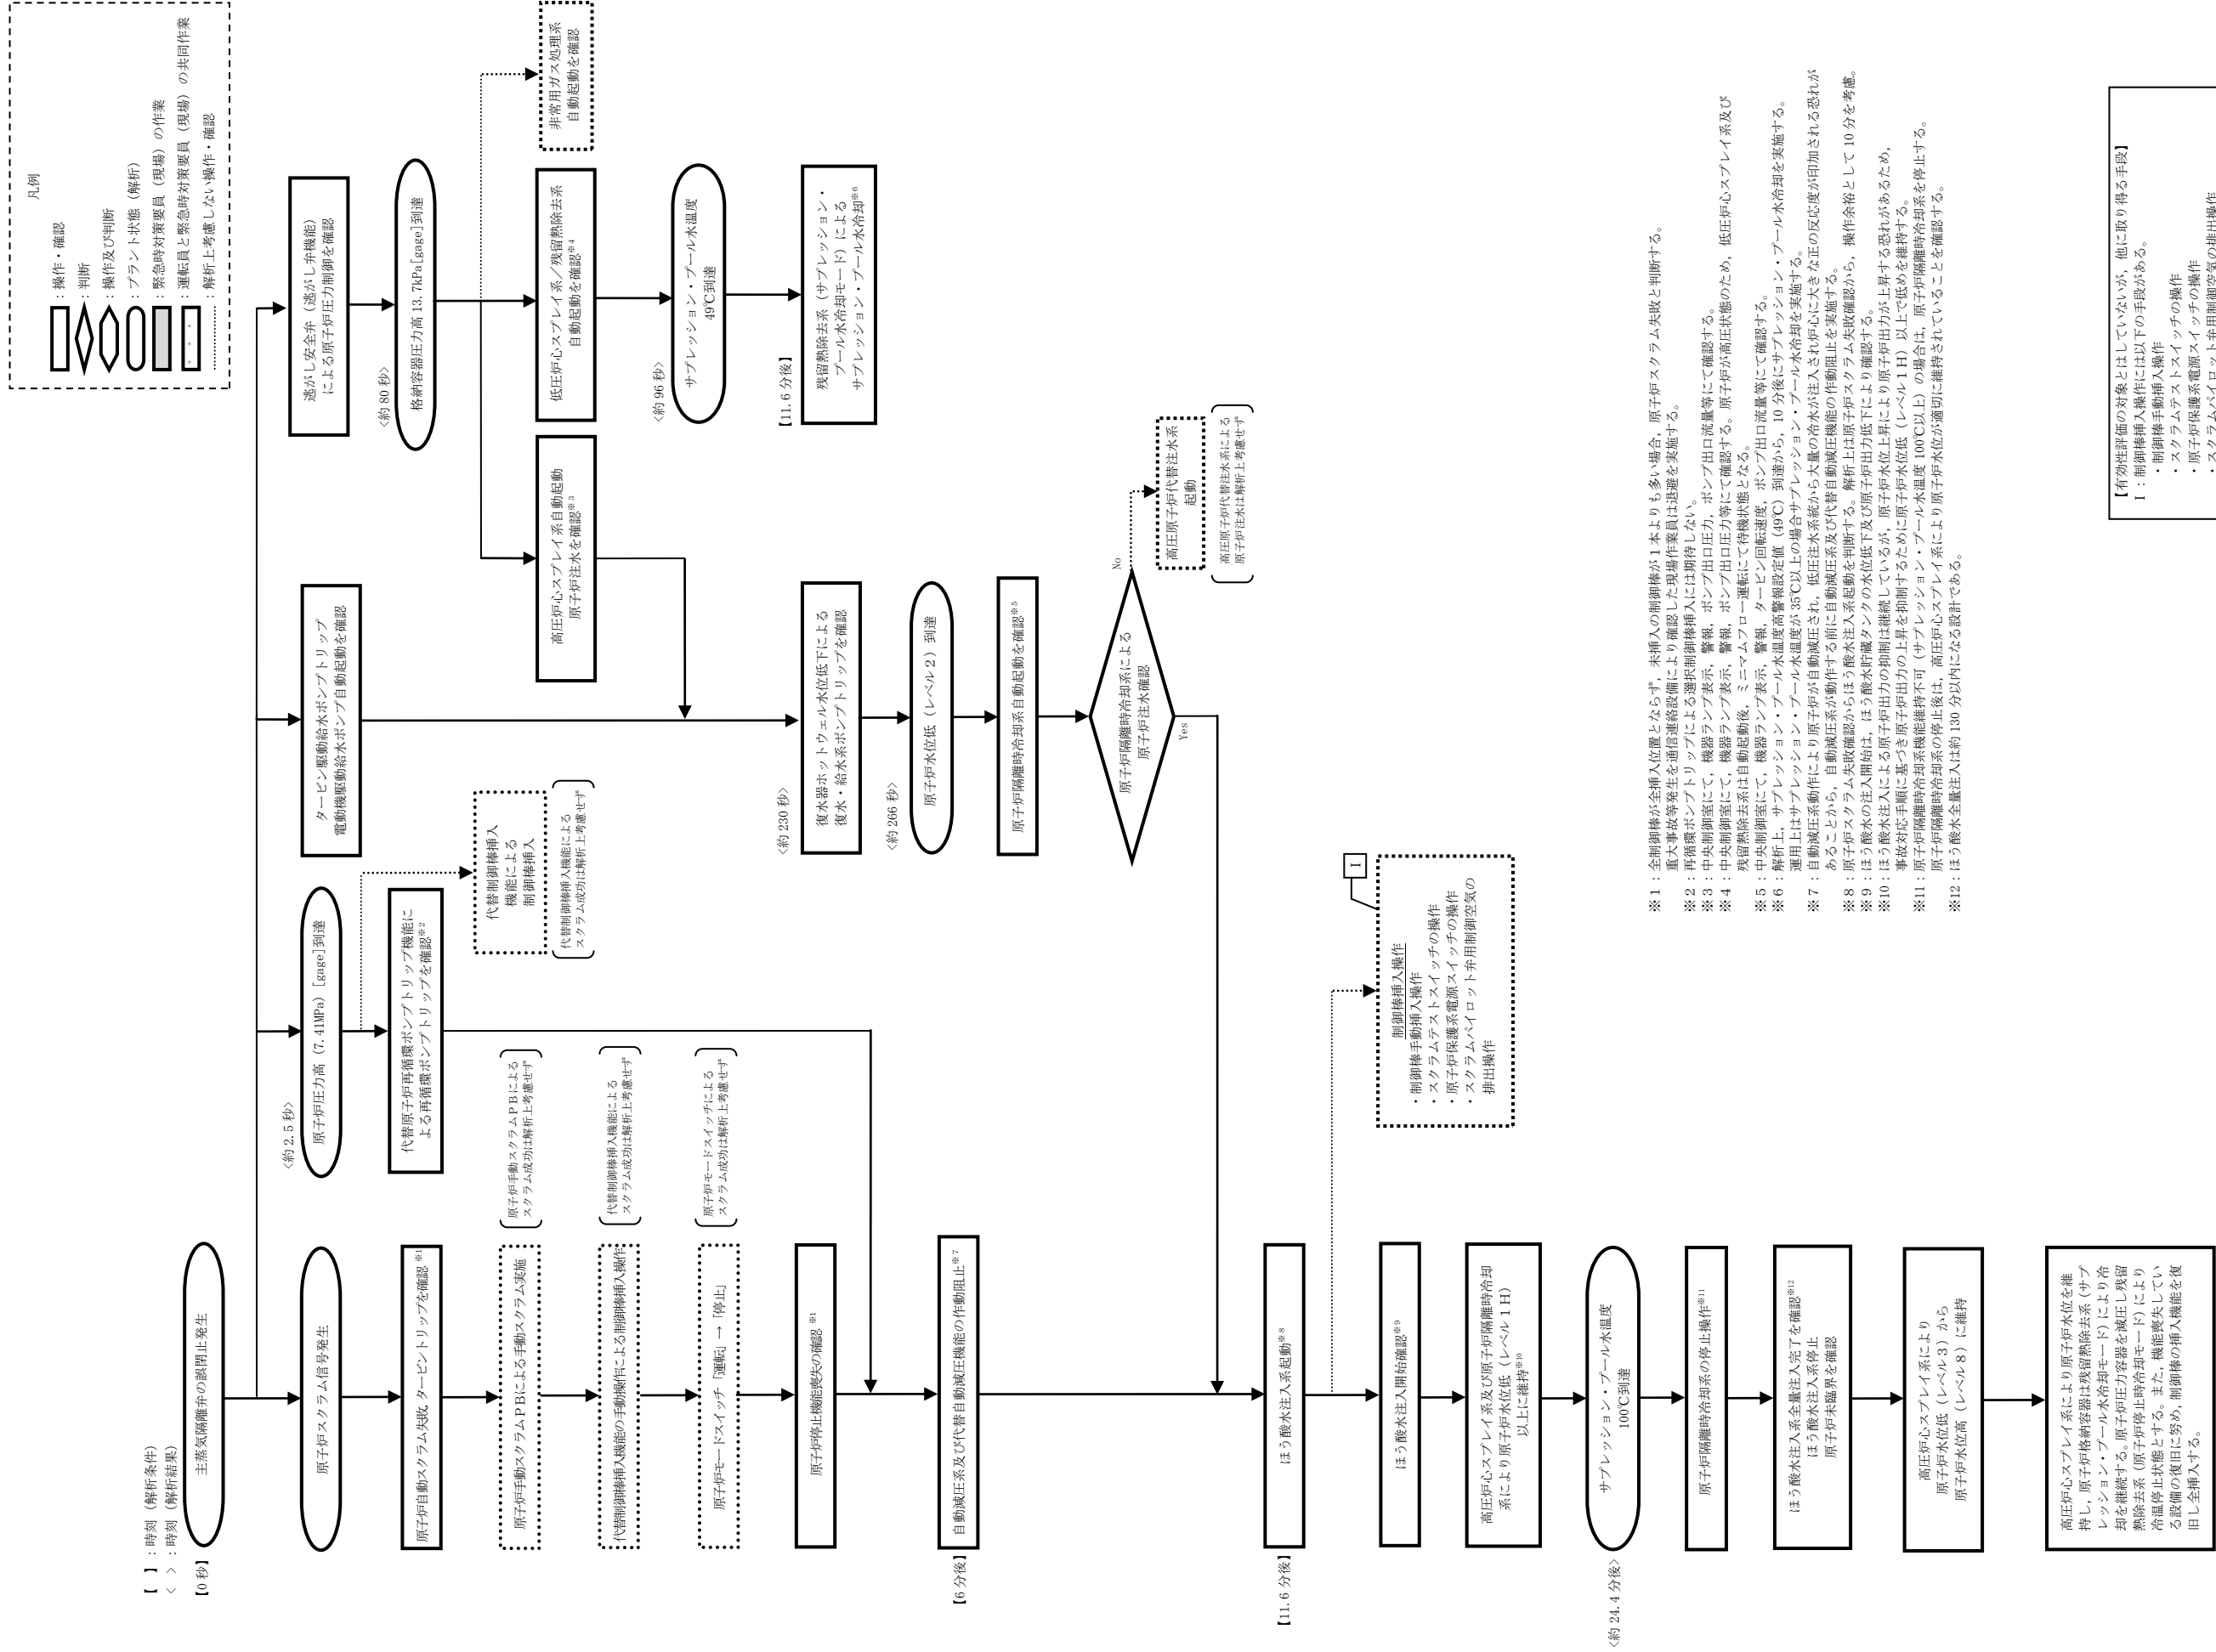 凡例
：操作・確認
：判断
：操作及び判断
：プラント状態（解析）
：緊急時対策要員（現場）の作業
：運転員と緊急時対策要員（現場）の共同作業
：解析上考慮しない操作・確認
【　】：時刻（解析条件）
＜　＞：時刻（解析結果）
【0 秒】
主蒸気隔離弁の誤閉止発生
原子炉スクラム信号発生
原子炉自動スクラム失敗，タービントリップを確認 ※1
原子炉手動スクラムＰＢによる手動スクラム実施
原子炉手動スクラムＰＢによる
スクラム成功は解析上考慮せず※
代替制御棒挿入機能の手動操作による制御棒挿入操作
代替制御棒挿入機能による
スクラム成功は解析上考慮せず※
原子炉モードスイッチ「運転」→「停止」
原子炉モードスイッチによる
スクラム成功は解析上考慮せず※
原子炉停止機能喪失の確認 ※1
【6 分後】
自動減圧系及び代替自動減圧機能の作動阻止※7
【11.6 分後】
ほう酸水注入系起動※8
ほう酸水注入開始確認※9
高圧炉心スプレイ系及び原子炉隔離時冷却
系により原子炉水位低（レベル１Ｈ）
以上に維持※10
＜約 24.4 分後＞
サプレッション・プール水温度
100℃到達
原子炉隔離時冷却系の停止操作※11
ほう酸水注入系全量注入完了を確認※12
ほう酸水注入系停止
原子炉未臨界を確認
高圧炉心スプレイ系により
原子炉水位低（レベル３）から
原子炉水位高（レベル８）に維持
高圧炉心スプレイ系により原子炉水位を維
持し，原子炉格納容器は残留熱除去系（サプ
レッション・プール水冷却モード）により冷
却を継続する。原子炉圧力容器を減圧し残留
熱除去系（原子炉停止時冷却モード）により
冷温停止状態とする。また，機能喪失してい
る設備の復旧に努め，制御棒の挿入機能を復
旧し全挿入する。
＜約 2.5 秒＞
原子炉圧力高（7.41MPa）[gage]到達
代替原子炉再循環ポンプトリップ機能に
よる再循環ポンプトリップを確認※2
代替制御棒挿入
機能による
制御棒挿入
代替制御棒挿入機能による
スクラム成功は解析上考慮せず※
タービン駆動給水ポンプトリップ
電動機駆動給水ポンプ自動起動を確認
＜約 230 秒＞
復水器ホットウェル水位低下による
復水・給水系ポンプトリップを確認
＜約 266 秒＞
原子炉水位低（レベル２）到達
原子炉隔離時冷却系自動起動を確認※5
原子炉隔離時冷却系による
原子炉注水確認
No
Yes
高圧原子炉代替注水系
起動
高圧原子炉代替注水系による
原子炉注水は解析上考慮せず※
逃がし安全弁（逃がし弁機能）
による原子炉圧力制御を確認
＜約 80 秒＞
格納容器圧力高 13.7kPa[gage]到達
高圧炉心スプレイ系自動起動
原子炉注水を確認※3
低圧炉心スプレイ系／残留熱除去系
自動起動を確認※4
非常用ガス処理系
自動起動を確認
＜約 96 秒＞
サプレッション・プール水温度
49℃到達
【11.6 分後】
残留熱除去系（サプレッション・
プール水冷却モード）による
サプレッション・プール水冷却※6
Ⅰ
制御棒挿入操作
・制御棒手動挿入操作
・スクラムテストスイッチの操作
・原子炉保護系電源スイッチの操作
・スクラムパイロット弁用制御空気の
排出操作
※１：全制御棒が全挿入位置とならず，未挿入の制御棒が１本よりも多い場合，原子炉スクラム失敗と判断する。
重大事故等発生を通信連絡設備により確認した現場作業員は退避を実施する。
※２：再循環ポンプトリップによる選択制御棒挿入には期待しない。
※３：中央制御室にて，機器ランプ表示，警報，ポンプ出口圧力，ポンプ出口流量等にて確認する。
※４：中央制御室にて，機器ランプ表示，警報，ポンプ出口圧力等にて確認する。原子炉が高圧状態のため，低圧炉心スプレイ系及び
残留熱除去系は自動起動後，ミニマムフロー運転にて待機状態となる。
※５：中央制御室にて，機器ランプ表示，警報，タービン回転速度，ポンプ出口流量等にて確認する。
※６：解析上，サプレッション・プール水温度高警報設定値（49℃）到達から，10 分後にサプレッション・プール水冷却を実施する。
運用上はサプレッション・プール水温度が 35℃以上の場合サプレッション・プール水冷却を実施する。
※７：自動減圧系動作により原子炉が自動減圧され，低圧注水系統から大量の冷水が注入され炉心に大きな正の反応度が印加される恐れが
あることから，自動減圧系が動作する前に自動減圧系及び代替自動減圧機能の作動阻止を実施する。
※８：原子炉スクラム失敗確認からほう酸水注入系起動を判断する。解析上は原子炉スクラム失敗確認から，操作余裕として 10 分を考慮。
※９：ほう酸水の注入開始は，ほう酸水貯蔵タンクの水位低下及び原子炉出力低下により確認する。
※10：ほう酸水注入による原子炉出力の抑制は継続しているが，原子炉水位上昇により原子炉出力が上昇する恐れがあるため，
事故対応手順に基づき原子炉出力の上昇を抑制するために原子炉水位低（レベル１Ｈ）以上で低めを維持する。
※11：原子炉隔離時冷却系機能維持不可（サプレッション・プール水温度 100℃以上）の場合は，原子炉隔離時冷却系を停止する。
原子炉隔離時冷却系の停止後は，高圧炉心スプレイ系により原子炉水位が適切に維持されていることを確認する。
※12：ほう酸水全量注入は約 130 分以内になる設計である。
【有効性評価の対象とはしていないが，他に取り得る手段】
Ⅰ：制御棒挿入操作には以下の手段がある。
・制御棒手動挿入操作
・スクラムテストスイッチの操作
・原子炉保護系電源スイッチの操作
・スクラムパイロット弁用制御空気の排出操作